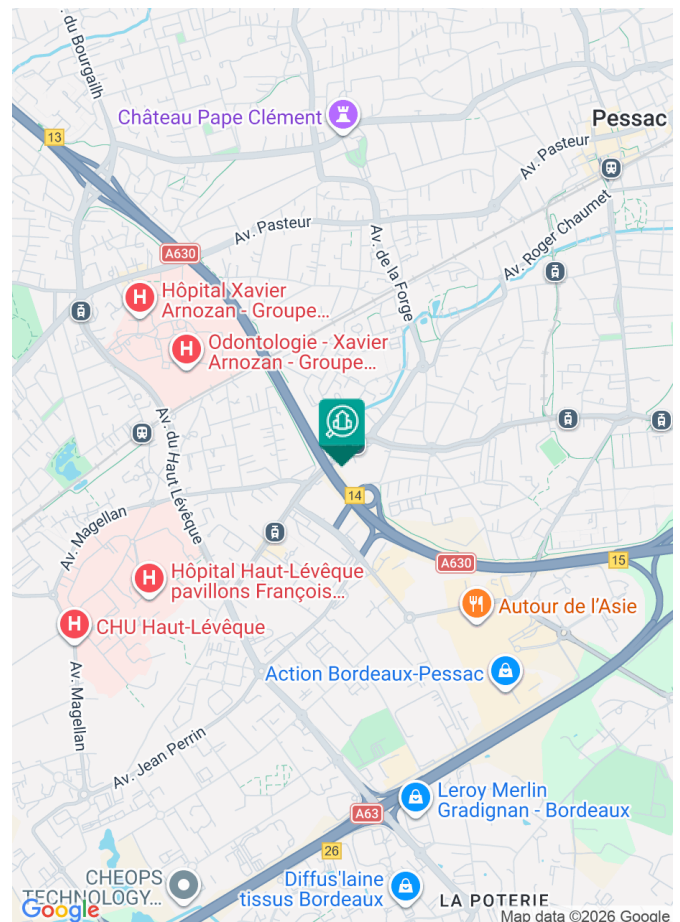 du Bourgailh
13
Château Pape Clément
Pessac
Av. Pasteur
Av. Pasteur
Av. de la Forge
Av. Roger Chaumet
A630
Hôpital Xavier
Arnozan - Groupe...
Odontologie - Xavier
Arnozan - Groupe...
Av. du Haut Lévêque
Av. Magellan
14
A630
15
Hôpital Haut-Lévêque
pavillons François...
Autour de l'Asie
CHU Haut-Lévêque
Action Bordeaux-Pessac
Av. Magellan
Av. Jean Perrin
Leroy Merlin
Gradignan - Bordeaux
A63
26
CHEOPS
TECHNOLOGY...
Diffus'laine
tissus Bordeaux
LA POTERIE
Google
Map data ©2026 Google